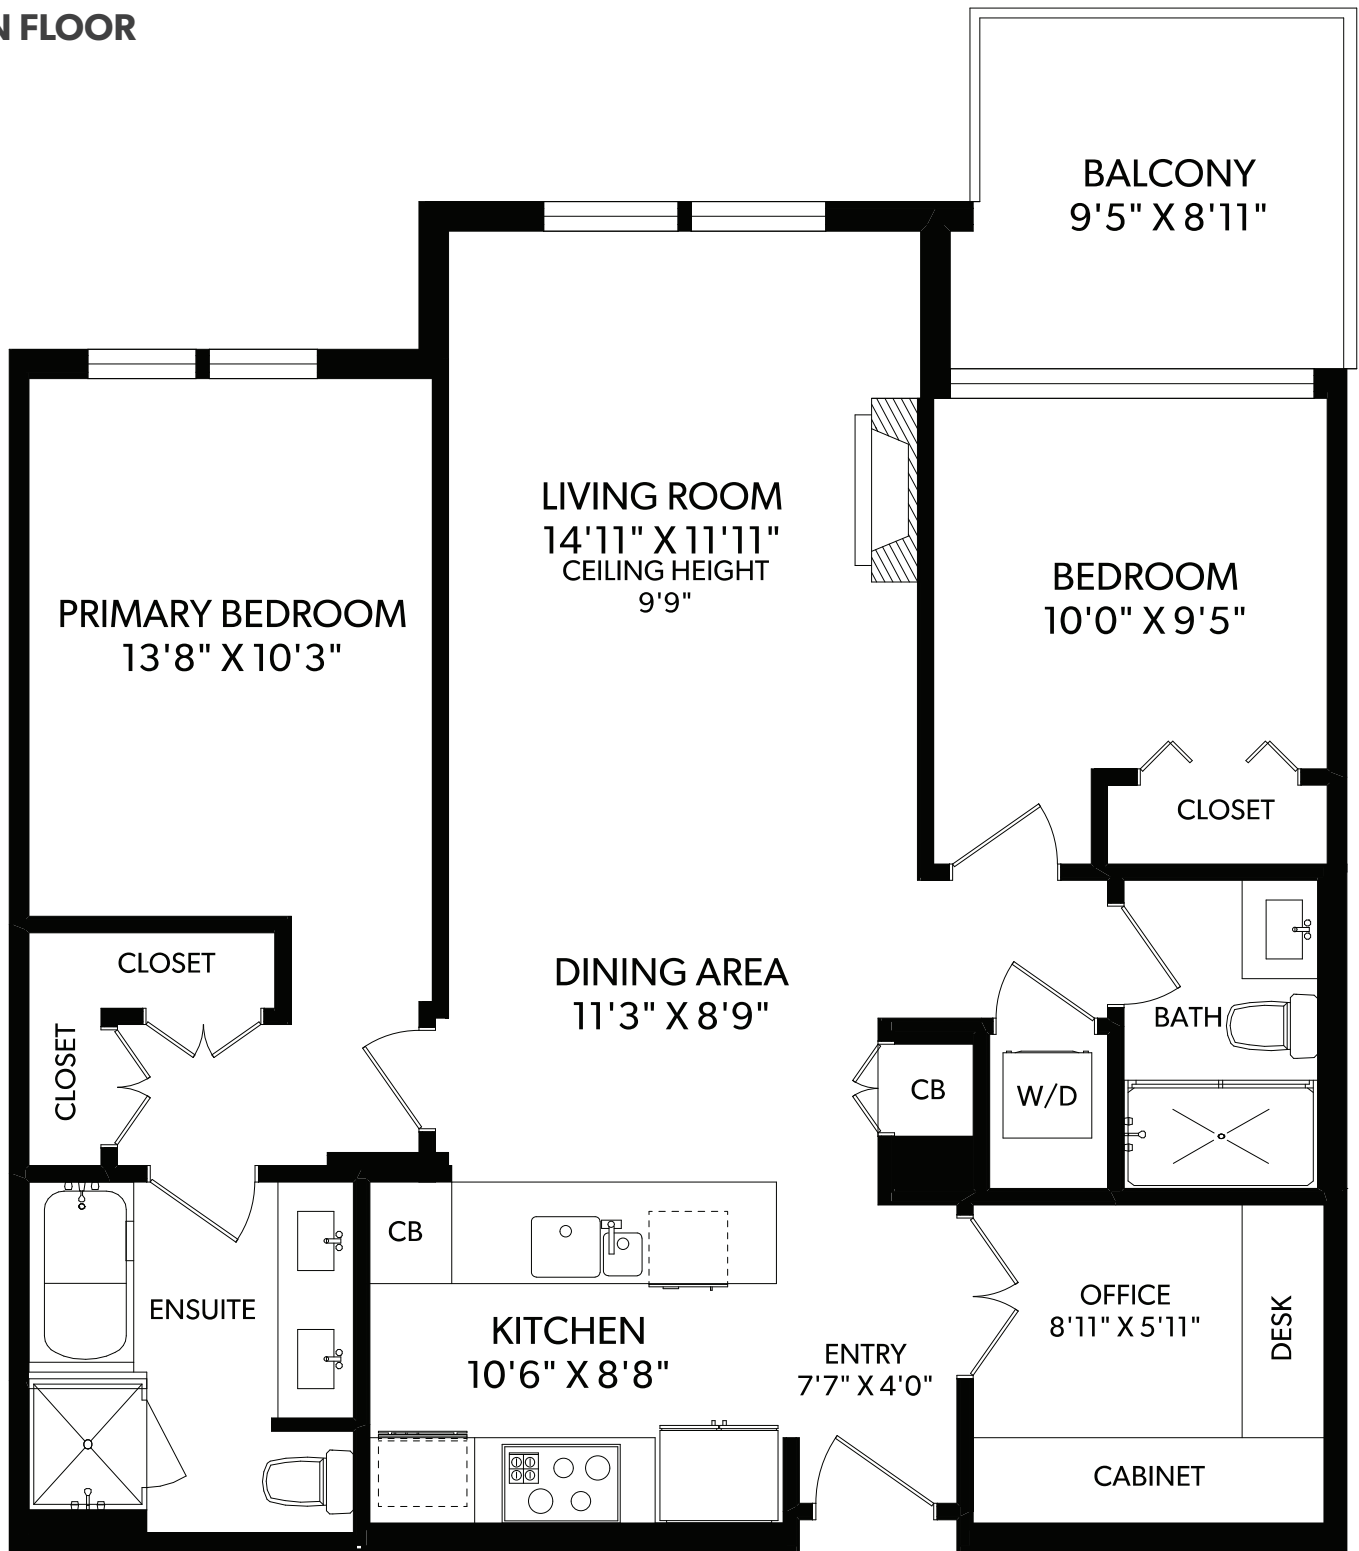 N FLOOR
BALCONY
9'5" X 8'11"
LIVING ROOM
14'11" X 11'11"
CEILING HEIGHT
9'9"
BEDROOM
10'0" X 9'5"
PRIMARY BEDROOM
13'8" X 10'3"
CLOSET
CLOSET
CLOSET
DINING AREA
11'3" X 8'9"
BATH
CB
W/D
CB
ENSUITE
KITCHEN
10'6" X 8'8"
ENTRY
7'7" X 4'0"
OFFICE
8'11" X 5'11"
DESK
CABINET